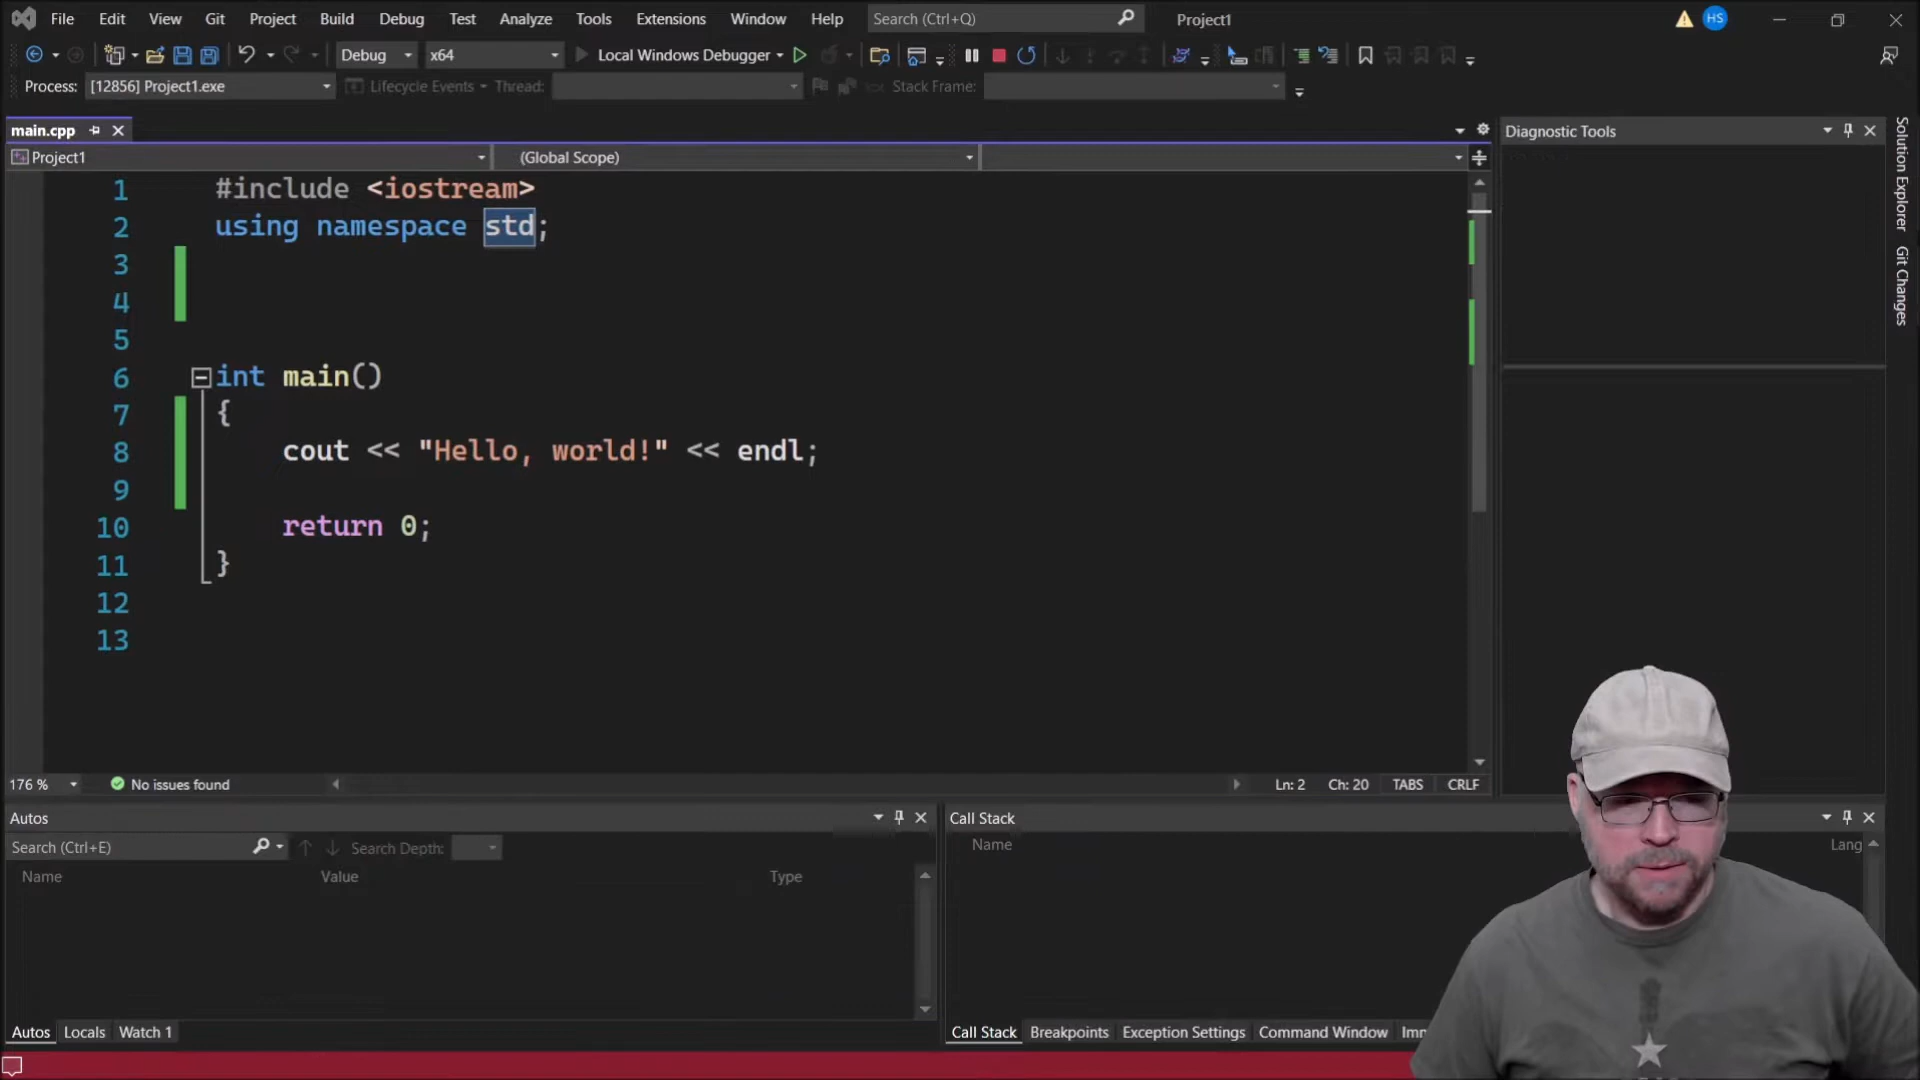 File Edit View Git Project Build Debug Test Analyze Tools Extensions Window Help Search (Ctrl+Q) Project1 HS
Debug x64 Local Windows Debugger
Process: [12856] Project1.exe Lifecycle Events Thread: Stack Frame:
main.cpp
Diagnostic Tools
Project1 (Global Scope)
Solution Explorer
Git Changes
1 #include <iostream>
2 using namespace std;
3
4
5
6 int main()
7 {
8 cout << "Hello, world!" << endl;
9
10 return 0;
11 }
12
13
176 % No issues found Ln: 2 Ch: 20 TABS CRLF
Autos
Search (Ctrl+E) Search Depth:
Name Value Type
Autos Locals Watch 1
Call Stack
Name Lang
Call Stack Breakpoints Exception Settings Command Window Imm